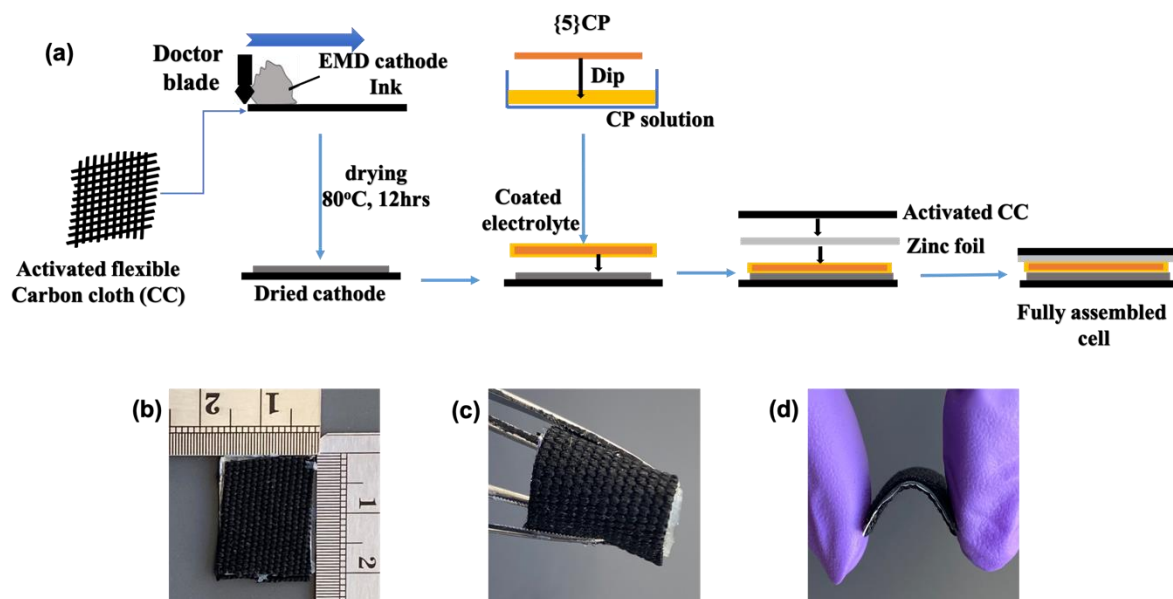 (a)
Doctor
blade
EMD cathode
Ink
{5}CP
Dip
CP solution
drying
80°C, 12hrs
Activated flexible
Carbon cloth (CC)
Dried cathode
Coated
electrolyte
Activated CC
Zinc foil
Fully assembled
cell
(b)
2 1
1
2
(c)
(d)